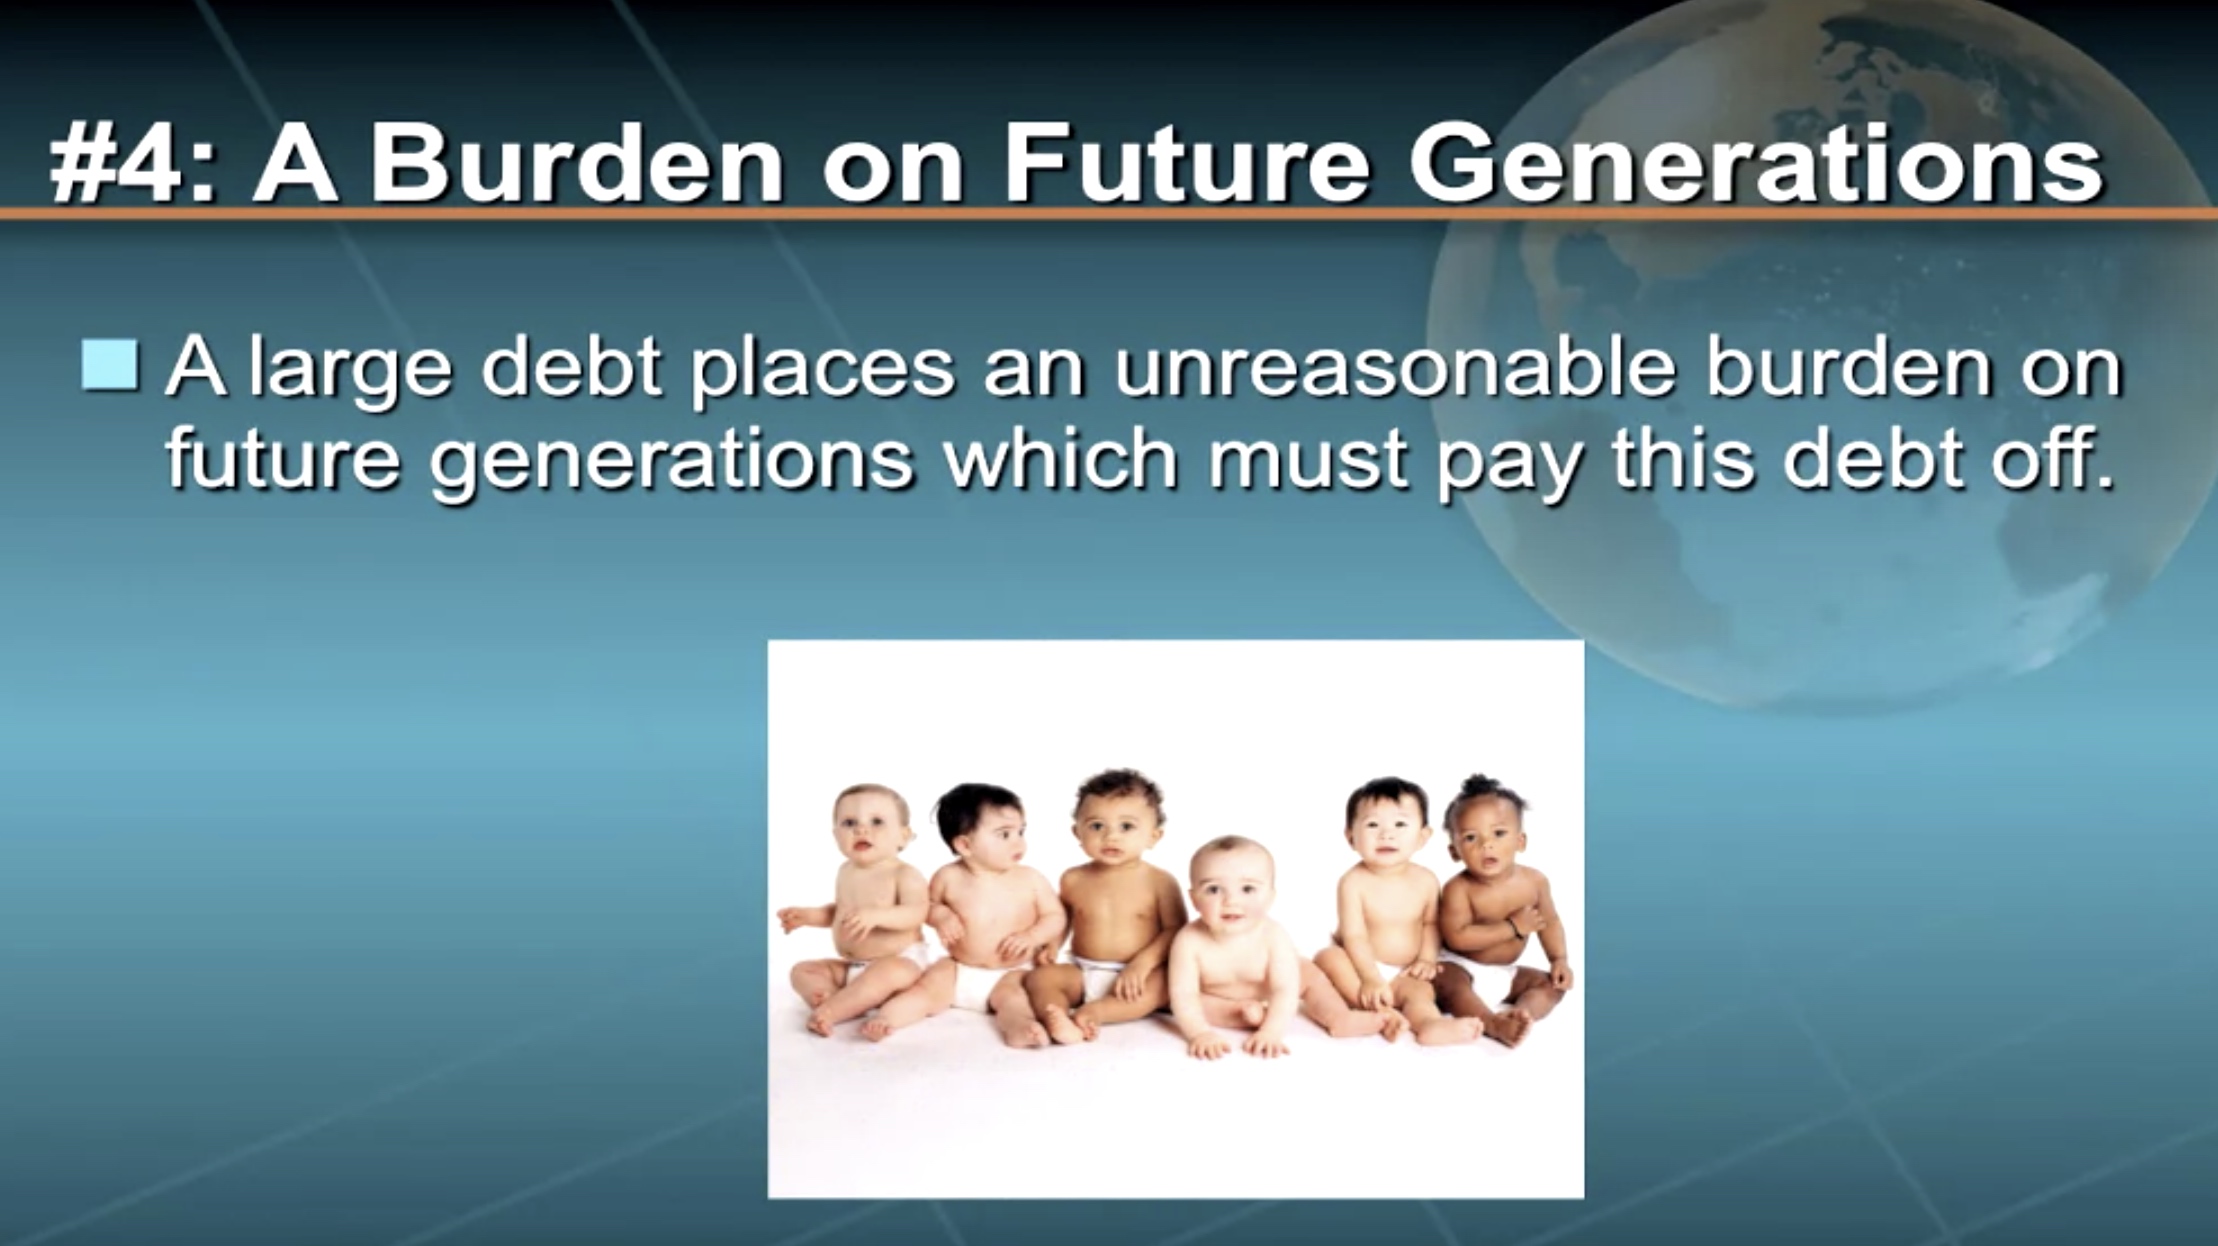 #4: A Burden on Future Generations
A large debt places an unreasonable burden on
future generations which must pay this debt off.